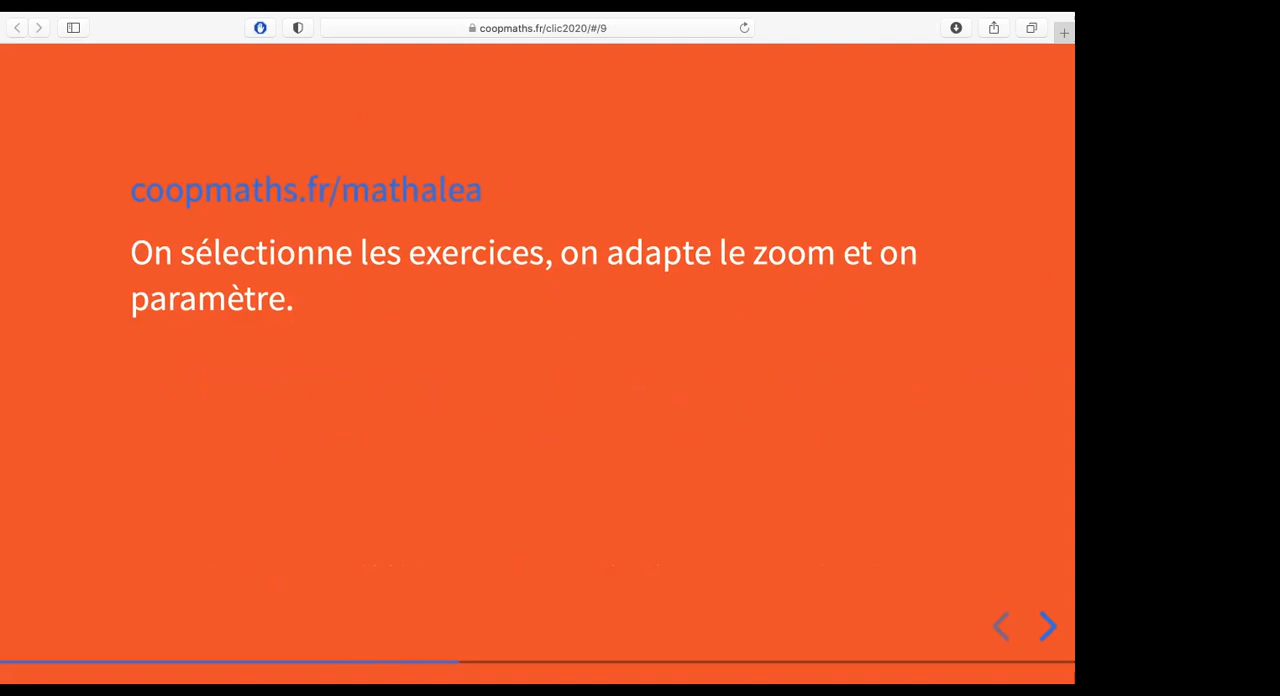 coopmaths.fr/clic2020/#/9
coopmaths.fr/mathalea
On sélectionne les exercices, on adapte le zoom et on
paramètre.